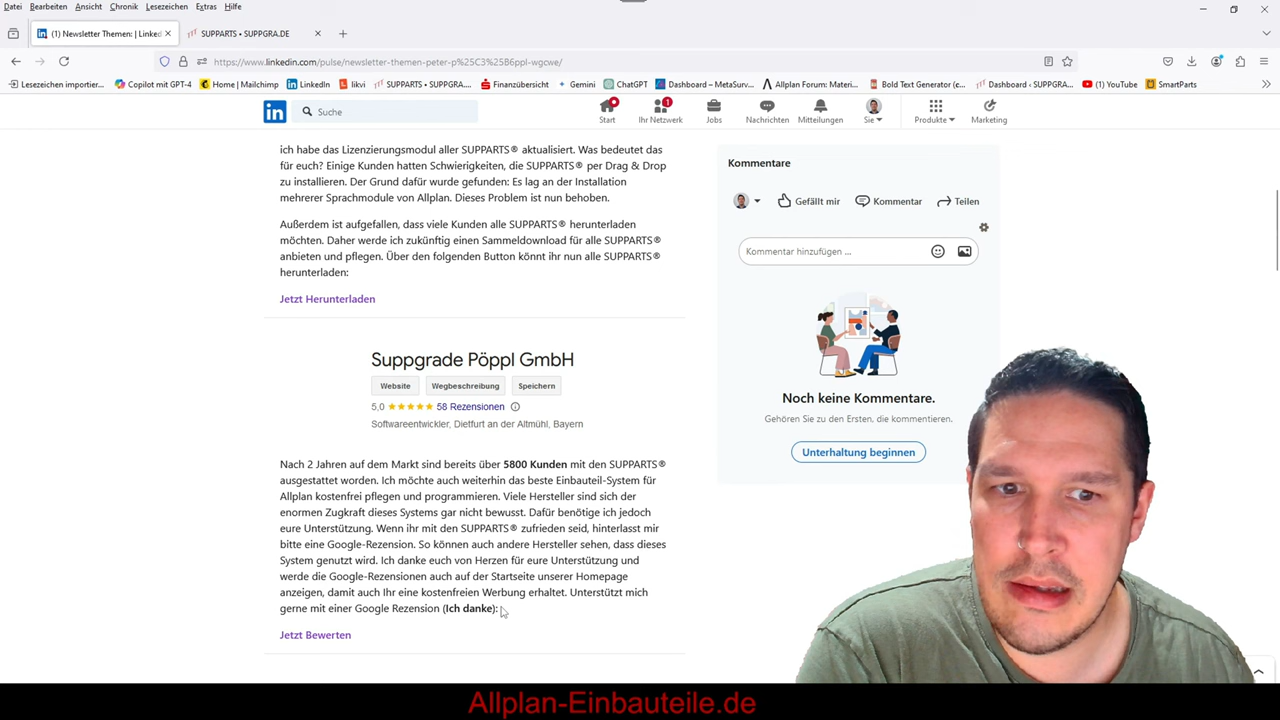 Datei Bearbeiten Ansicht Chronik Lesezeichen Extras Hilfe
(1) Newsletter Themen: | Linked
SUPPARTS • SUPPGRA.DE
https://www.linkedin.com/pulse/newsletter-themen-peter-p%25C3%25B6ppl-wgcwe/
Lesezeichen importier...
Copilot mit GPT-4
Home | Mailchimp
LinkedIn
likvi
SUPPARTS • SUPPGRA....
Finanzübersicht
Gemini
ChatGPT
Dashboard – MetaSurv...
Allplan Forum: Materi...
Bold Text Generator (c...
Dashboard ‹ SUPPGRA....
(1) YouTube
SmartParts
Suche
Start
1
Ihr Netzwerk
Jobs
Nachrichten
Mitteilungen
Sie
Produkte
Marketing
ich habe das Lizenzierungsmodul aller SUPPARTS® aktualisiert. Was bedeutet das
für euch? Einige Kunden hatten Schwierigkeiten, die SUPPARTS® per Drag & Drop
zu installieren. Der Grund dafür wurde gefunden: Es lag an der Installation
mehrerer Sprachmodule von Allplan. Dieses Problem ist nun behoben.
Außerdem ist aufgefallen, dass viele Kunden alle SUPPARTS® herunterladen
möchten. Daher werde ich zukünftig einen Sammeldownload für alle SUPPARTS®
anbieten und pflegen. Über den folgenden Button könnt ihr nun alle SUPPARTS®
herunterladen:
Jetzt Herunterladen
Suppgrade Pöppl GmbH
Website Wegbeschreibung Speichern
5,0 58 Rezensionen
Softwareentwickler, Dietfurt an der Altmühl, Bayern
Nach 2 Jahren auf dem Markt sind bereits über 5800 Kunden mit den SUPPARTS®
ausgestattet worden. Ich möchte auch weiterhin das beste Einbauteil-System für
Allplan kostenfrei pflegen und programmieren. Viele Hersteller sind sich der
enormen Zugkraft dieses Systems gar nicht bewusst. Dafür benötige ich jedoch
eure Unterstützung. Wenn ihr mit den SUPPARTS® zufrieden seid, hinterlasst mir
bitte eine Google-Rezension. So können auch andere Hersteller sehen, dass dieses
System genutzt wird. Ich danke euch von Herzen für eure Unterstützung und
werde die Google-Rezensionen auch auf der Startseite unserer Homepage
anzeigen, damit auch Ihr eine kostenfreien Werbung erhaltet. Unterstützt mich
gerne mit einer Google Rezension (Ich danke):
Jetzt Bewerten
Kommentare
Gefällt mir
Kommentar
Teilen
Kommentar hinzufügen ...
Noch keine Kommentare.
Gehören Sie zu den Ersten, die kommentieren.
Unterhaltung beginnen
Allplan-Einbauteile.de